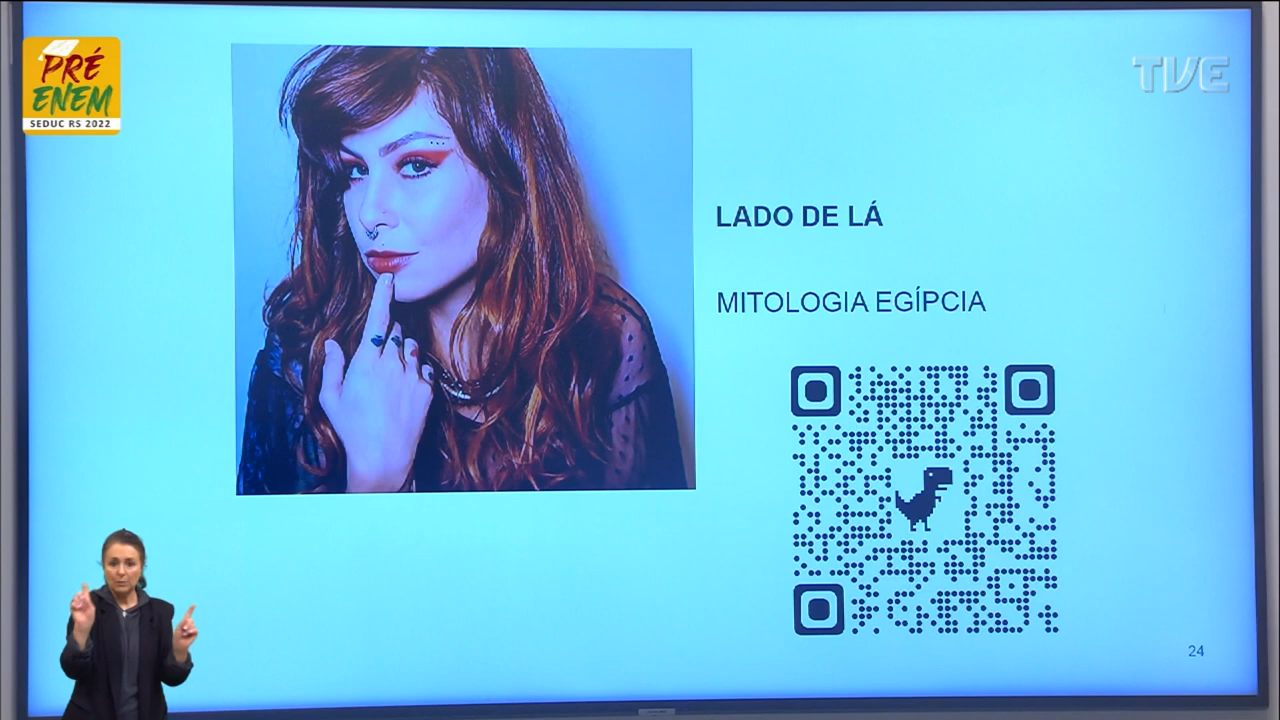 PRÉ
ENEM
SEDUC RS 2022
TVE
LADO DE LÁ
MITOLOGIA EGÍPCIA
24